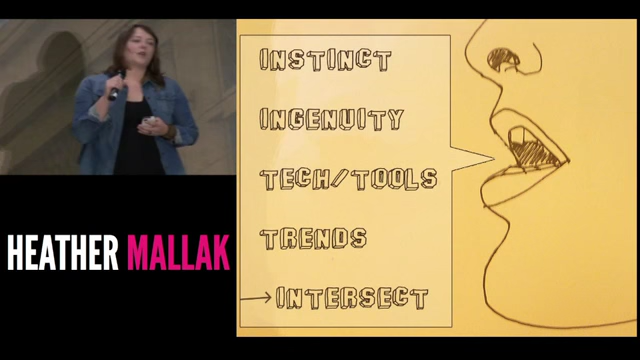 INSTINCT
INGENUITY
TECH/TOOLS
TRENDS
INTERSECT
HEATHER MALLAK